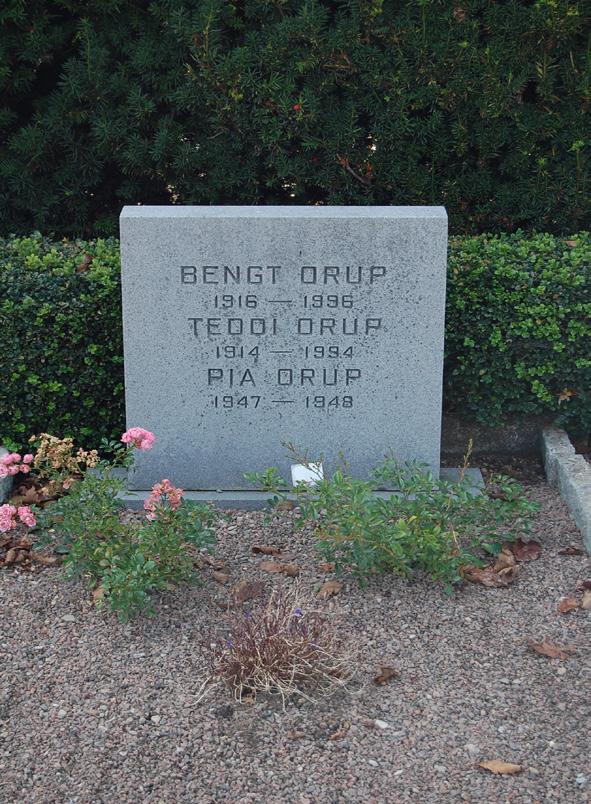 BENGT ORUP
1916 — 1996
TEDDI ORUP
1914 — 1994
PIA ORUP
1947 — 1948